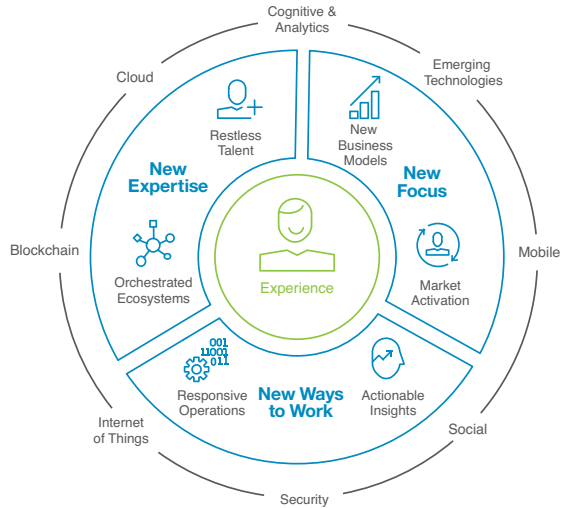 Cognitive &
Analytics
Cloud
Emerging
Technologies
Restless
Talent
New
Business
Models
New
Expertise
New
Focus
Blockchain
Mobile
Orchestrated
Ecosystems
Experience
Market
Activation
001
11001
011
Responsive
Operations
New Ways
to Work
Actionable
Insights
Internet
of Things
Social
Security